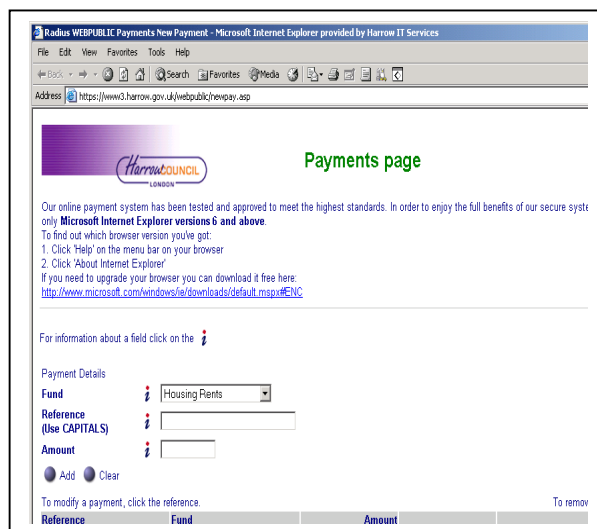 Radius WEBPUBLIC Payments New Payment - Microsoft Internet Explorer provided by Harrow IT Services
File Edit View Favorites Tools Help
Back Search Favorites Media
Address https://www3.harrow.gov.uk/webpublic/newpay.asp
HarrowCOUNCIL
LONDON
Payments page
Our online payment system has been tested and approved to meet the highest standards. In order to enjoy the full benefits of our secure syste
only Microsoft Internet Explorer versions 6 and above.
To find out which browser version you've got:
1. Click 'Help' on the menu bar on your browser
2. Click 'About Internet Explorer'
If you need to upgrade your browser you can download it free here:
http://www.microsoft.com/windows/ie/downloads/default.mspx#ENC
For information about a field click on the i
Payment Details
Fund i Housing Rents
Reference
(Use CAPITALS) i
Amount i
Add Clear
To modify a payment, click the reference. To remov
Reference Fund Amount